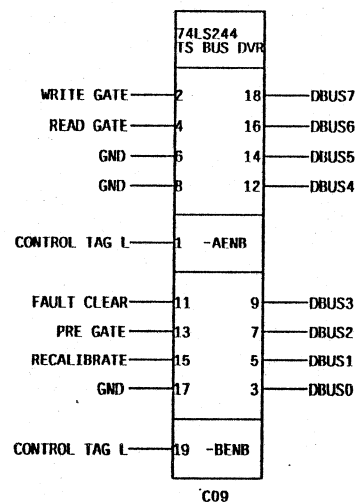 74LS244
TS BUS DVR
WRITE GATE 2 18 DBUS7
READ GATE 4 16 DBUS6
GND 6 14 DBUS5
GND 8 12 DBUS4
CONTROL TAG L 1 -AENB
FAULT CLEAR 11 9 DBUS3
PRE GATE 13 7 DBUS2
RECALIBRATE 15 5 DBUS1
GND 17 3 DBUS0
CONTROL TAG L 19 -BENB
C09